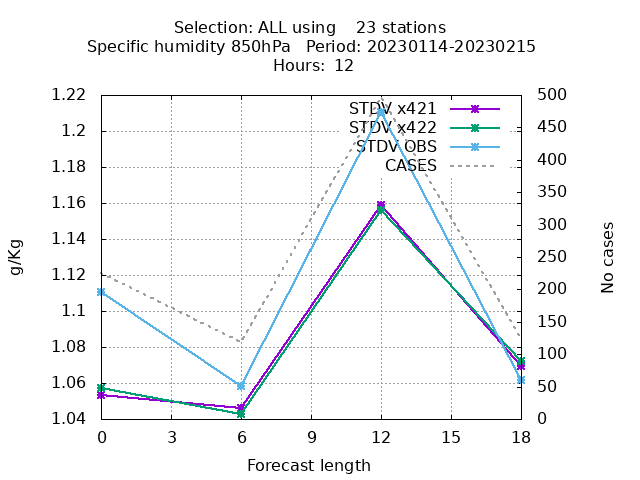 Selection: ALL using    23 stations
Specific humidity 850hPa   Period: 20230114-20230215
Hours:  12
1.22
1.2
1.18
1.16
1.14
1.12
1.1
1.08
1.06
1.04
g/Kg
STDV x421
STDV x422
STDV OBS
CASES
500
450
400
350
300
250
200
150
100
50
0
No cases
0 3 6 9 12 15 18
Forecast length